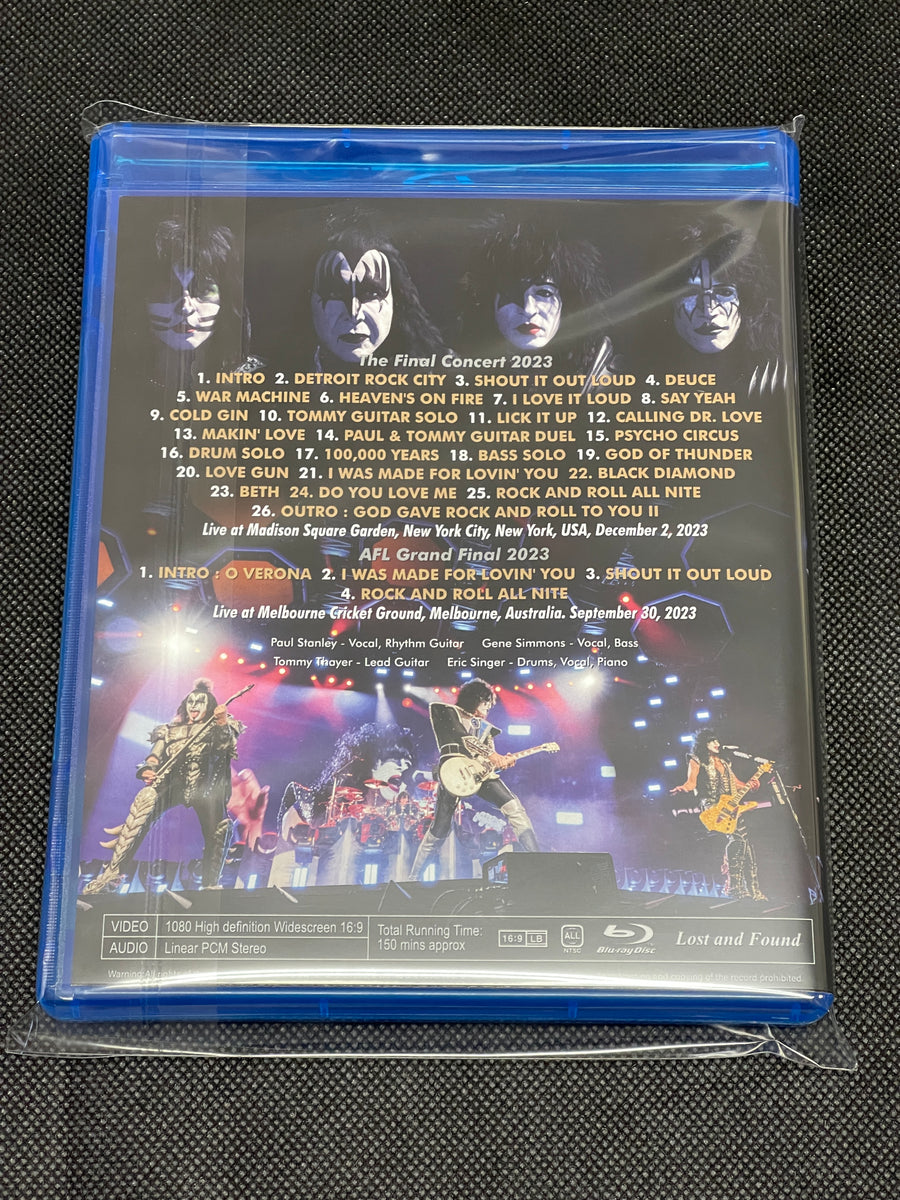 The Final Concert 2023
1. INTRO 2. DETROIT ROCK CITY 3. SHOUT IT OUT LOUD 4. DEUCE
5. WAR MACHINE 6. HEAVEN'S ON FIRE 7. I LOVE IT LOUD 8. SAY YEAH
9. COLD GIN 10. TOMMY GUITAR SOLO 11. LICK IT UP 12. CALLING DR. LOVE
13. MAKIN' LOVE 14. PAUL & TOMMY GUITAR DUEL 15. PSYCHO CIRCUS
16. DRUM SOLO 17. 100,000 YEARS 18. BASS SOLO 19. GOD OF THUNDER
20. LOVE GUN 21. I WAS MADE FOR LOVIN' YOU 22. BLACK DIAMOND
23. BETH 24. DO YOU LOVE ME 25. ROCK AND ROLL ALL NITE
26. OUTRO : GOD GAVE ROCK AND ROLL TO YOU II
Live at Madison Square Garden, New York City, New York, USA, December 2, 2023
AFL Grand Final 2023
1. INTRO : O VERONA 2. I WAS MADE FOR LOVIN' YOU 3. SHOUT IT OUT LOUD
4. ROCK AND ROLL ALL NITE
Live at Melbourne Cricket Ground, Melbourne, Australia. September 30, 2023
Paul Stanley - Vocal, Rhythm Guitar Gene Simmons - Vocal, Bass
Tommy Thayer - Lead Guitar Eric Singer - Drums, Vocal, Piano
VIDEO 1080 High definition Widescreen 16:9
AUDIO Linear PCM Stereo
Total Running Time:
150 mins approx
16:9 LB
ALL
NTSC
Blu-ray Disc
Lost and Found
Warning: All rights of and copying of the record prohibited.